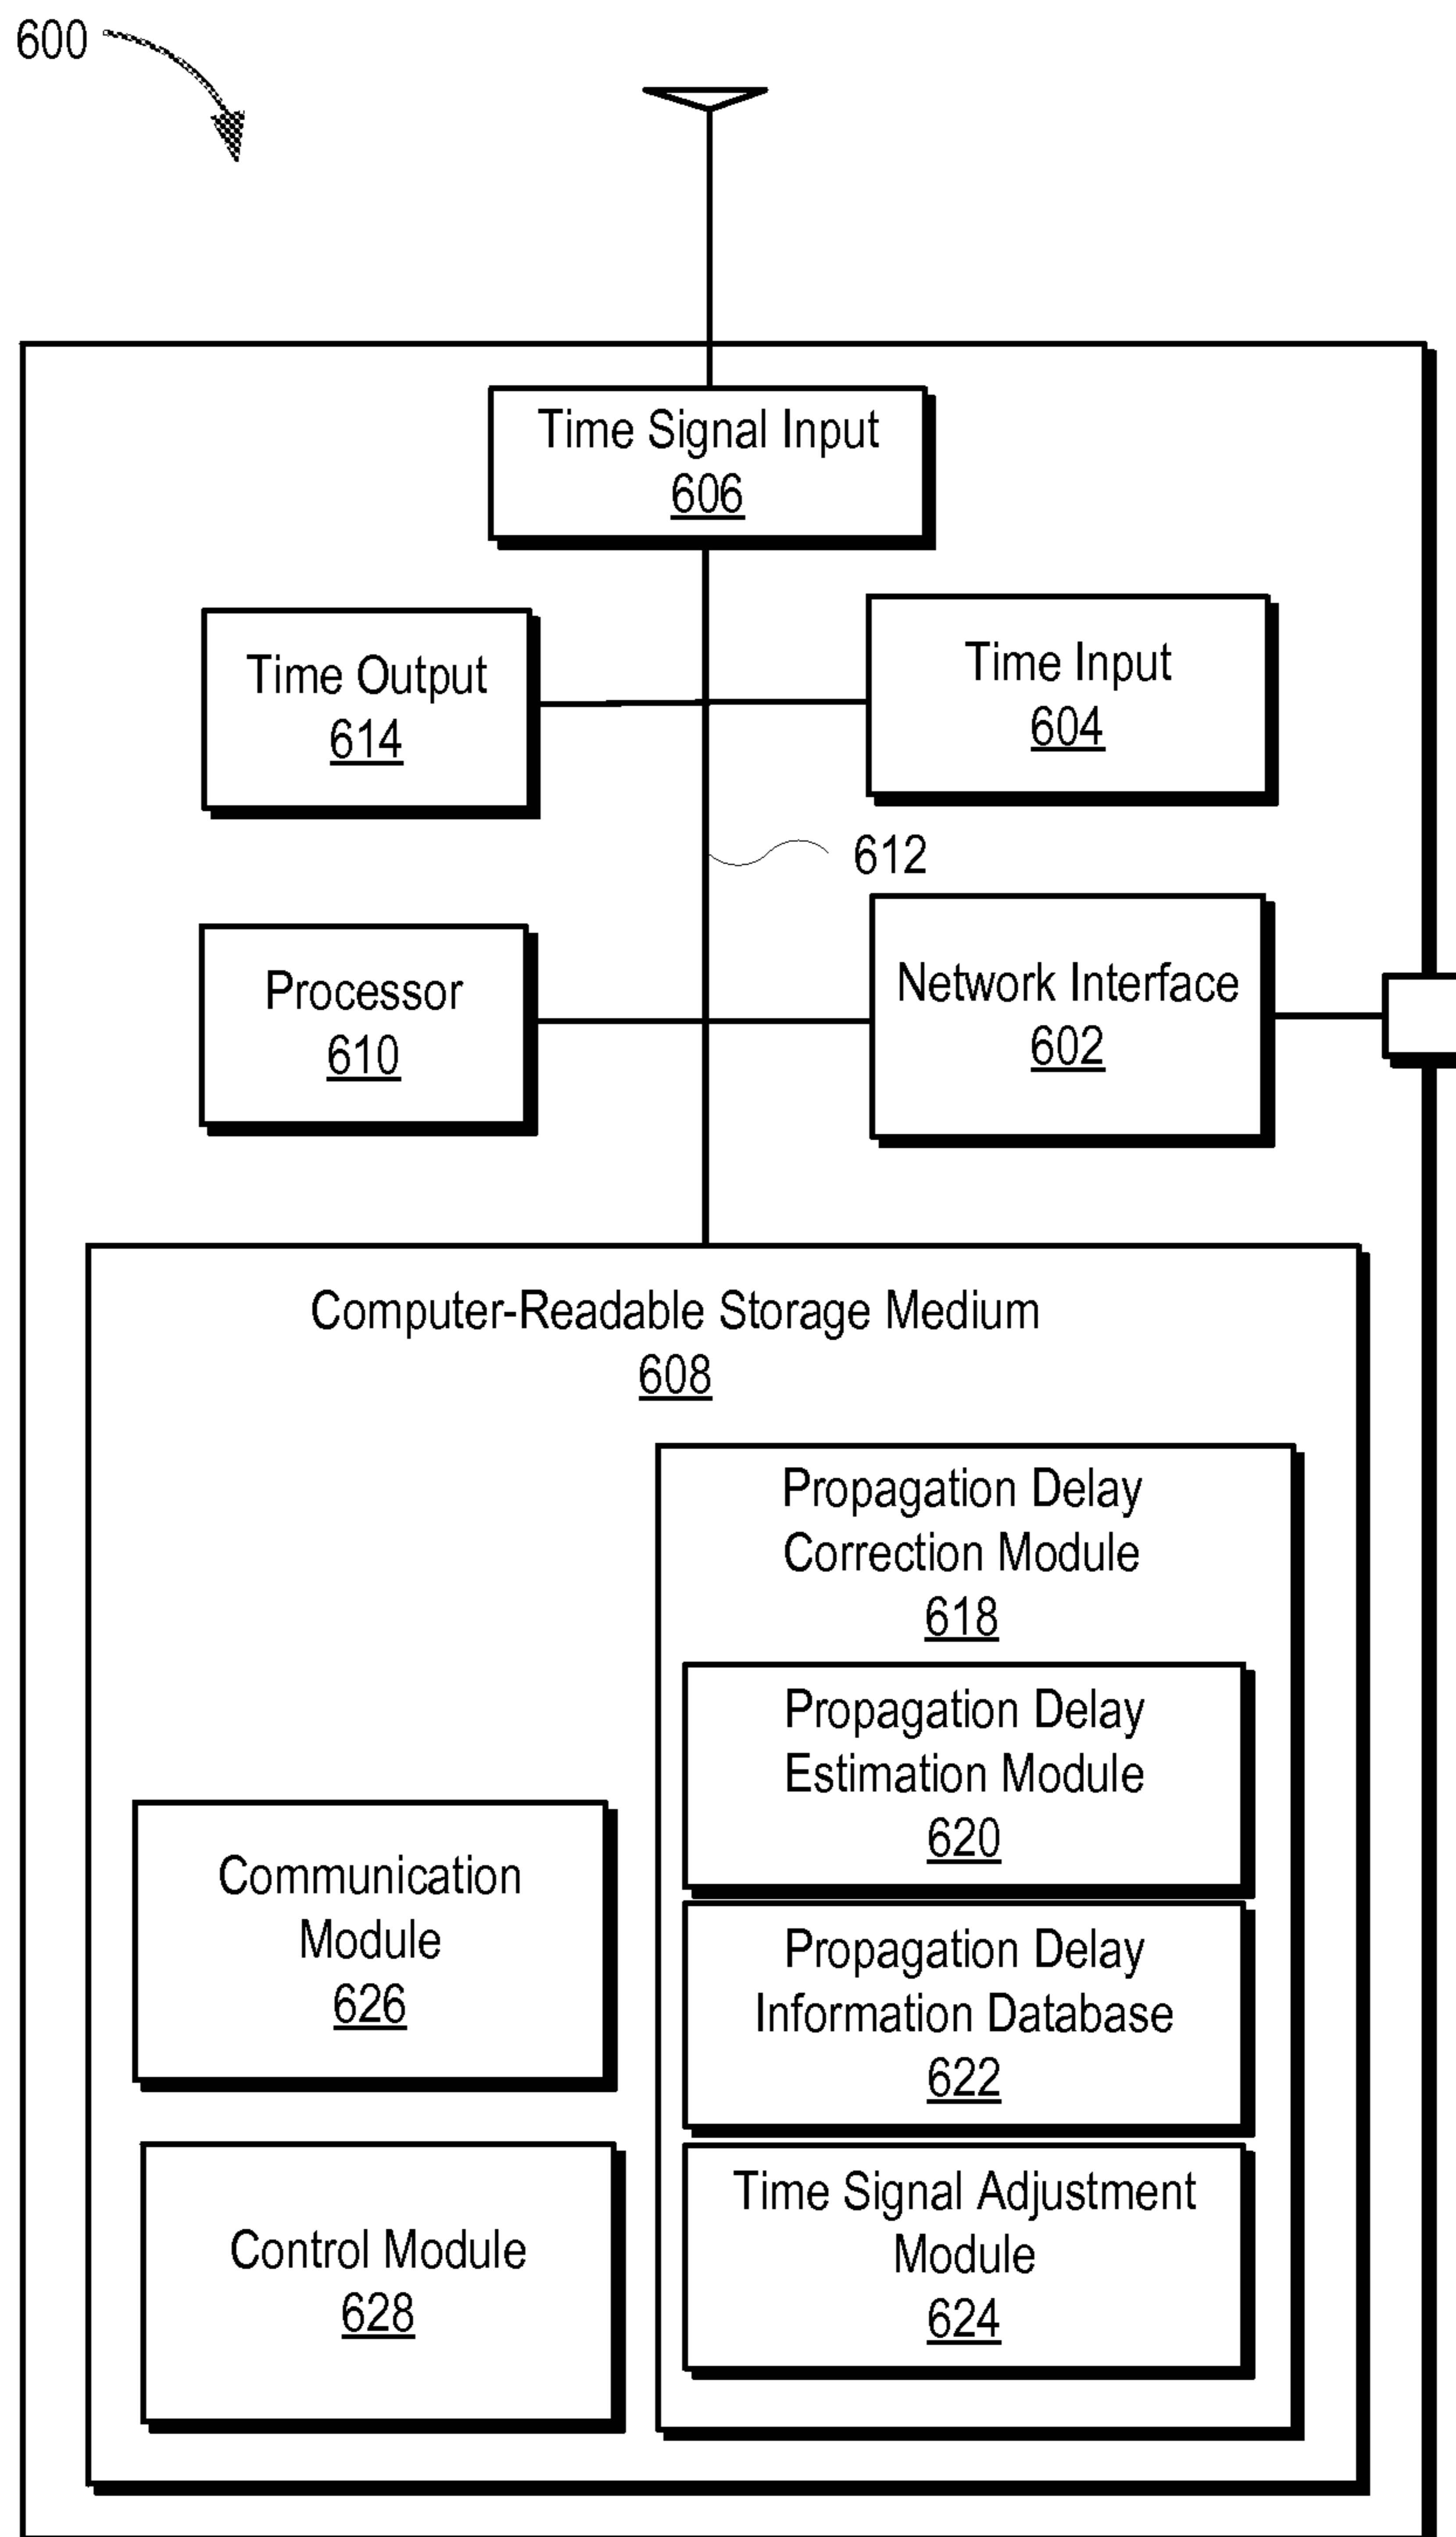 600
Time Signal Input
606
Time Output
614
Time Input
604
612
Processor
610
Network Interface
602
Computer-Readable Storage Medium
608
Propagation Delay
Correction Module
618
Propagation Delay
Estimation Module
620
Communication
Module
626
Propagation Delay
Information Database
622
Control Module
628
Time Signal Adjustment
Module
624